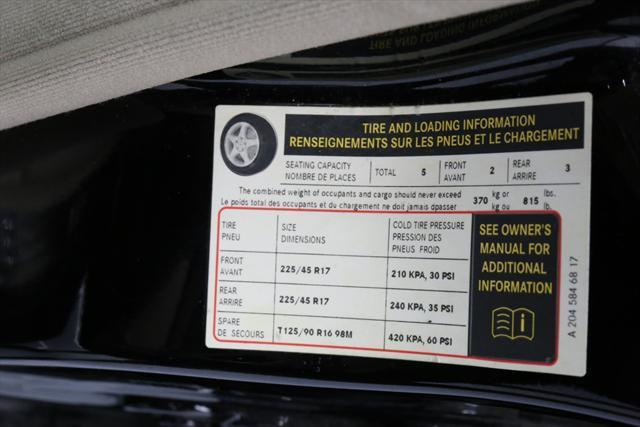 TIRE AND LOADING INFORMATION
TIRE AND LOADING INFORMATION
RENSEIGNEMENTS SUR LES PNEUS ET LE CHARGEMENT
SEATING CAPACITY
NOMBRE DE PLACES
TOTAL 5
FRONT
AVANT 2
REAR
ARRIERE 3
The combined weight of occupants and cargo should never exceed 370 kg or 815 lbs.
Le poids total des occupants et du chargement ne doit jamais dpasser kg ou lb.
TIRE
PNEU
SIZE
DIMENSIONS
COLD TIRE PRESSURE
PRESSION DES
PNEUS FROID
FRONT
AVANT
225/45 R17
210 KPA, 30 PSI
REAR
ARRIRE
225/45 R17
240 KPA, 35 PSI
SPARE
DE SECOURS
T125/90 R16 98M
420 KPA, 60 PSI
SEE OWNER'S
MANUAL FOR
ADDITIONAL
INFORMATION
A 204 584 68 17